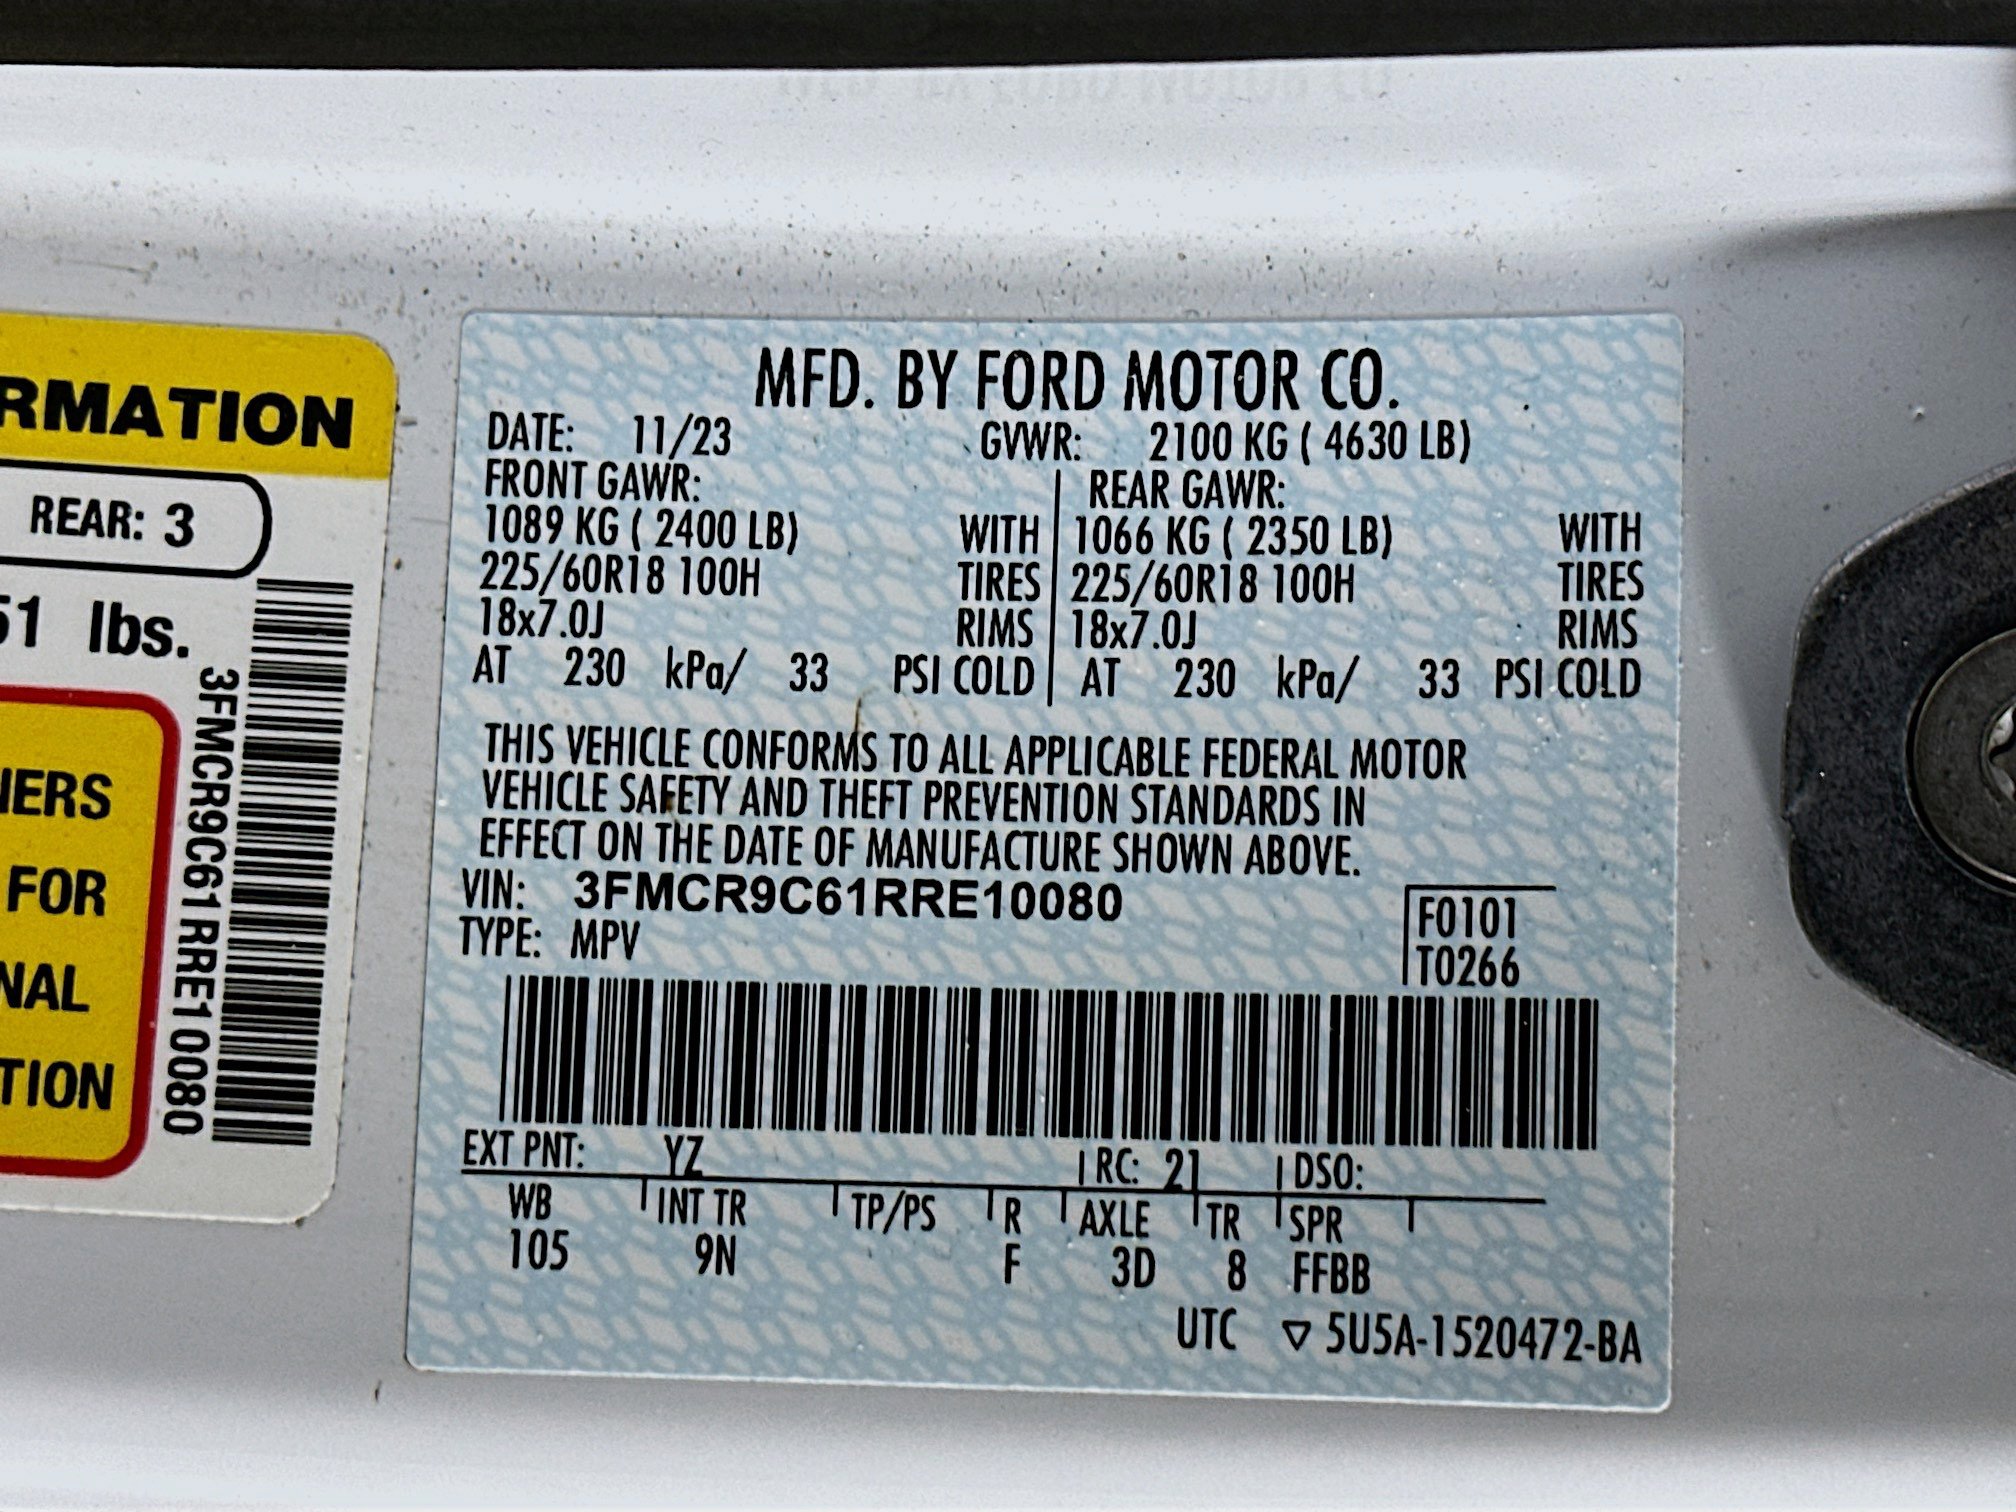 RMATION
REAR: 3
51 lbs.
3FMCR9C61RRE10080
IERS
FOR
NAL
TION
MFD. BY FORD MOTOR CO.
DATE: 11/23 GVWR: 2100 KG ( 4630 LB)
FRONT GAWR: REAR GAWR:
1089 KG ( 2400 LB) WITH 1066 KG ( 2350 LB) WITH
225/60R18 100H TIRES 225/60R18 100H TIRES
18x7.0J RIMS 18x7.0J RIMS
AT 230 kPa/ 33 PSI COLD AT 230 kPa/ 33 PSI COLD
THIS VEHICLE CONFORMS TO ALL APPLICABLE FEDERAL MOTOR
VEHICLE SAFETY AND THEFT PREVENTION STANDARDS IN
EFFECT ON THE DATE OF MANUFACTURE SHOWN ABOVE.
VIN: 3FMCR9C61RRE10080 F0101
TYPE: MPV T0266
EXT PNT: YZ RC: 21 DSO:
WB INT TR TP/PS R AXLE TR SPR
105 9N F 3D 8 FFBB
UTC ▽ 5U5A-1520472-BA